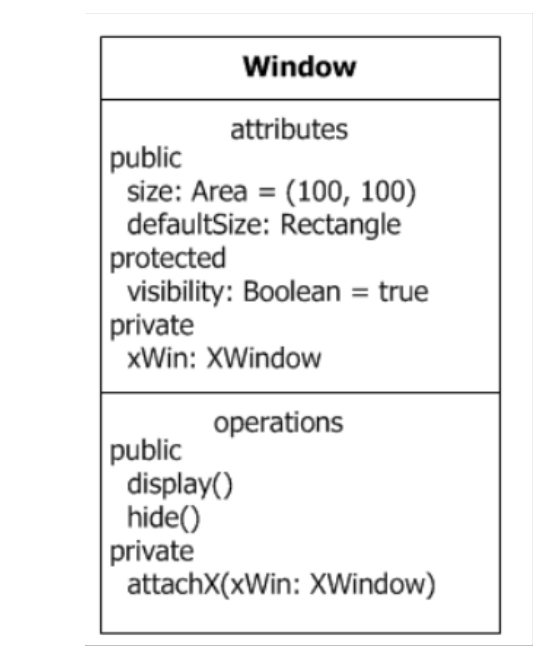 Window
attributes
public
size: Area = (100, 100)
defaultSize: Rectangle
protected
visibility: Boolean = true
private
xWin: XWindow
operations
public
display()
hide()
private
attachX(xWin: XWindow)